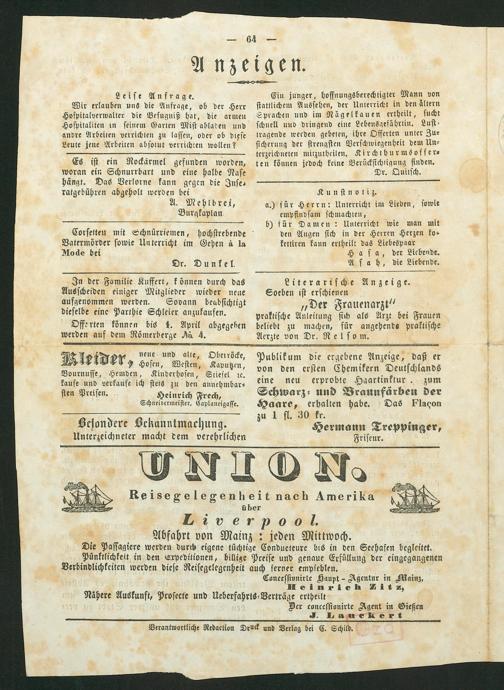 — 64 —
Anzeigen.
Leise Anfrage.
Wir erlauben uns die Anfrage, ob der Herr
Hospitalverwalter die Befugniß hat, die armen
Hospitaliten in seinen Garten Mist abladen und
andre Arbeiten verrichten zu lassen, oder ob diese
Leute jene Arbeiten absolut verrichten wollen?
Es ist ein Rockärmel gefunden worden,
woran ein Schnurrbart und eine halbe Nase
hängt. Das Verlorne kann gegen die Inse-
ratgebühren abgeholt werden bei
A. Mehlbrei,
Burgkaplan
Corsetten mit Schnürriemen, hochstrebende
Vatermörder sowie Unterricht im Gehen à la
Mode bei
Dr. Dunkel.
In der Familie Kuffert, können durch das
Ausscheiden einiger Mitglieder wieder neue
aufgenommen werden. Sodann beabsichtigt
dieselbe eine Parthie Schleier anzukaufen.
Offerten können bis 1. April abgegeben
werden auf dem Römerberge No. 4.
Kleider, neue und alte, Oberröcke,
Hosen, Westen, Kaputzen,
Bournusse, Hemden, Kinderhosen, Stiefel ꝛc.
kaufe und verkaufe ich stets zu den annehmbar-
sten Preisen.
Heinrich Frech,
Schneidermeister, Caplaneigasse.
Besondere Bekanntmachung.
Unterzeichneter macht dem verehrlichen
Ein junger, hoffnungsberechtigter Mann von
stattlichem Aussehen, der Unterricht in den ältern
Sprachen und im Nägelkauen ertheilt, sucht
schnell und dringend eine Lebensgefährtin. Lust-
tragende werden gebeten, ihre Offerten unter Zu-
sicherung der strengsten Verschwiegenheit dem Un-
terzeichneten mitzutheilen. Kirchthurmsoffer-
ten können jedoch keine Berücksichtigung finden.
Dr. Quitsch.
Kunstnotiz.
a.) für Herrn: Unterricht im Lieben, sowie
empfindsam schmachten,
b) für Damen: Unterricht wie man mit
den Augen sich in der Herren Herzen ko-
kettiren kann ertheilt das Liebespaar
Hasa, der Liebende.
Asah, die Liebende.
Literarische Anzeige.
Soeben ist erschienen
„Der Frauenarzt"
praktische Anleitung sich als Arzt bei Frauen
beliebt zu machen, für angehende praktische
Aerzte von Dr. Relsom.
Publikum die ergebene Anzeige, daß er
von den ersten Chemikern Deutschlands
eine neu erprobte Haartinktur. zum
Schwarz- und Braunfärben der
Haare, erhalten habe. Das Flaçon
zu 1 fl. 30 kr.
Hermann Treppinger,
Friseur.
UNION.
Reisegelegenheit nach Amerika
über
Liverpool.
Abfahrt von Mainz: jeden Mittwoch.
Die Passagiere werden durch eigene tüchtige Conducteure bis in den Seehafen begleitet.
Pünktlichkeit in den Expeditionen, billige Preise und genaue Erfüllung der eingegangenen
Verbindlichkeiten werden diese Reisegelegenheit auch ferner empfehlen.
Concessionirte Haupt-Agentur in Mainz,
Heinrich Zitz,
Nähere Auskunft, Prosecte und Ueberfahrts-Verträge ertheilt
Der concessionirte Agent in Gießen
J. Lauckert
Verantwortliche Redaction Druck und Verlag bei C. Schild.